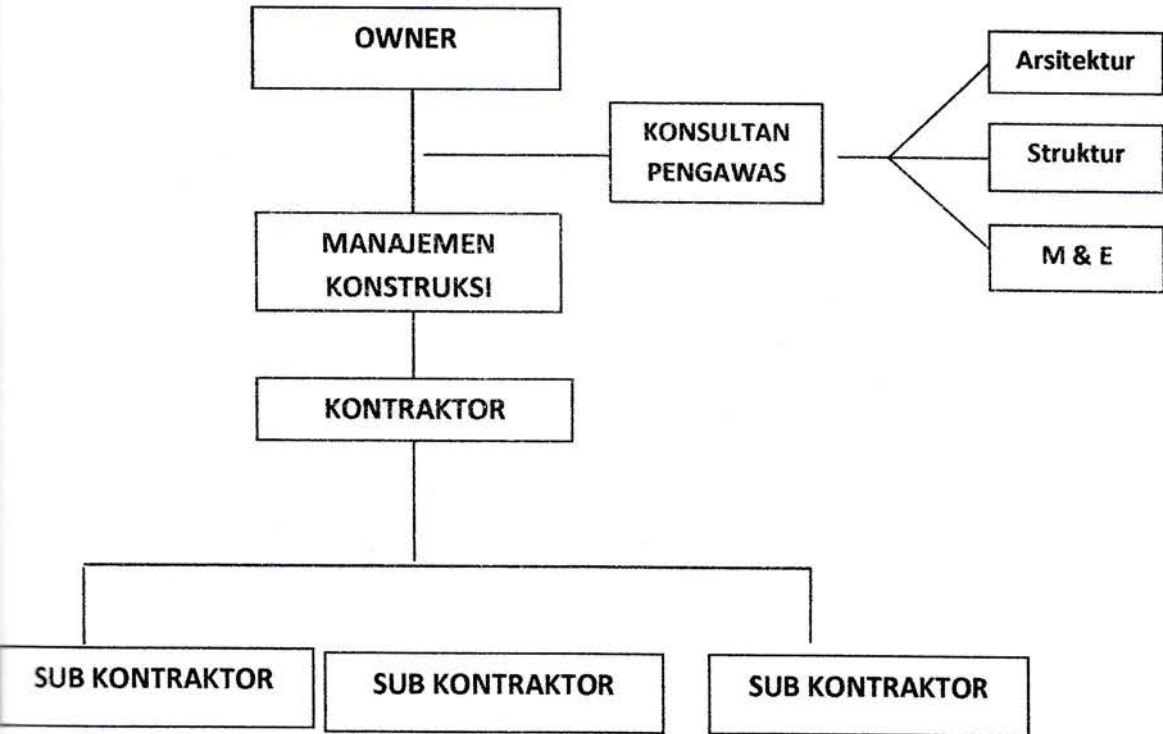 OWNER
KONSULTAN
PENGAWAS
Arsitektur
Struktur
M & E
MANAJEMEN
KONSTRUKSI
KONTRAKTOR
SUB KONTRAKTOR
SUB KONTRAKTOR
SUB KONTRAKTOR